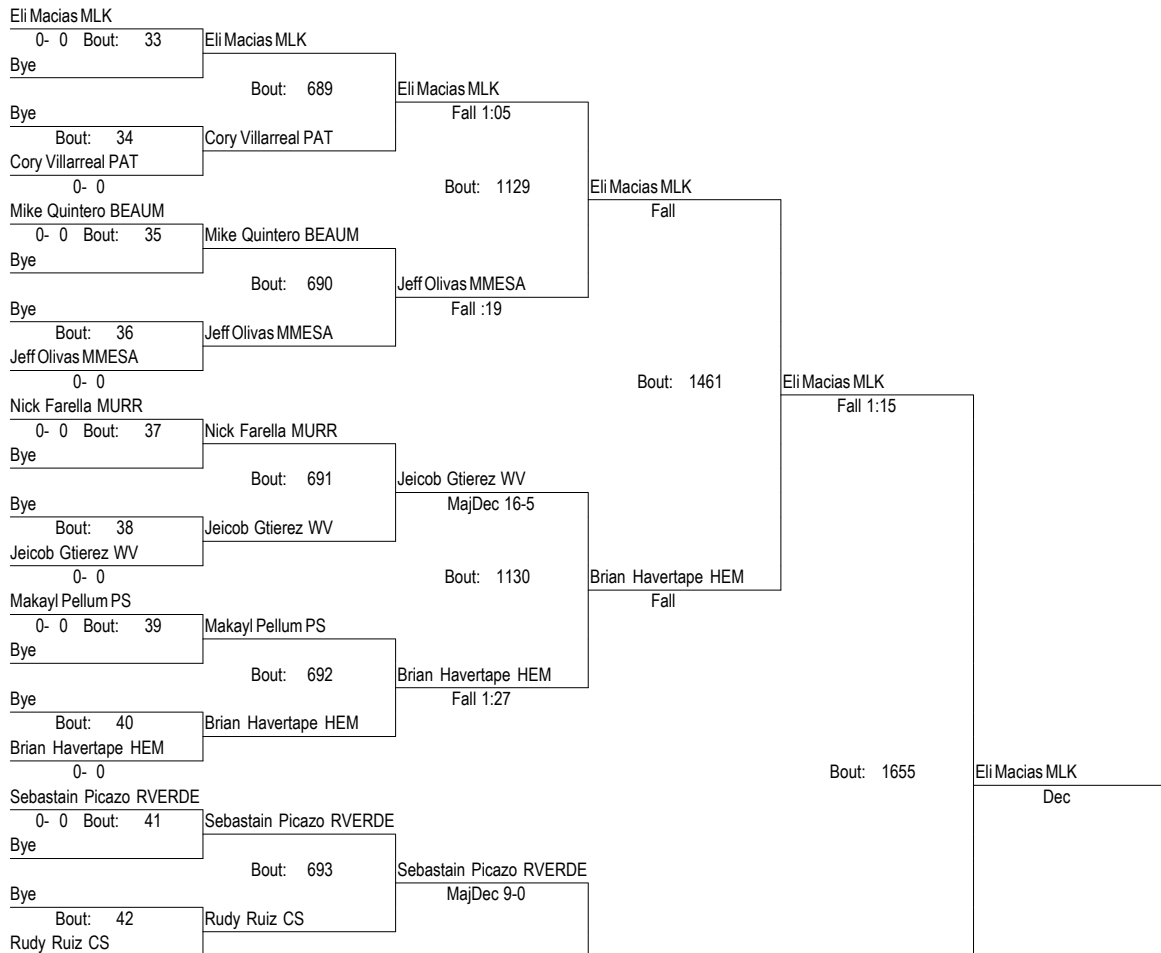 Eli Macias MLK
0- 0 Bout: 33 Eli Macias MLK
Bye
Bout: 689 Eli Macias MLK
Bye Fall 1:05
Bout: 34 Cory Villarreal PAT
Cory Villarreal PAT
0- 0 Bout: 1129 Eli Macias MLK
Mike Quintero BEAUM Fall
0- 0 Bout: 35 Mike Quintero BEAUM
Bye
Bout: 690 Jeff Olivas MMESA
Bye Fall :19
Bout: 36 Jeff Olivas MMESA
Jeff Olivas MMESA
0- 0 Bout: 1461 Eli Macias MLK
Nick Farella MURR Fall 1:15
0- 0 Bout: 37 Nick Farella MURR
Bye
Bout: 691 Jeicob Gtierez WV
Bye MajDec 16-5
Bout: 38 Jeicob Gtierez WV
Jeicob Gtierez WV
0- 0 Bout: 1130 Brian Havertape HEM
Makayl Pellum PS Fall
0- 0 Bout: 39 Makayl Pellum PS
Bye
Bout: 692 Brian Havertape HEM
Bye Fall 1:27
Bout: 40 Brian Havertape HEM
Brian Havertape HEM
0- 0 Bout: 1655 Eli Macias MLK
Sebastain Picazo RVERDE Dec
0- 0 Bout: 41 Sebastain Picazo RVERDE
Bye
Bout: 693 Sebastain Picazo RVERDE
Bye MajDec 9-0
Bout: 42 Rudy Ruiz CS
Rudy Ruiz CS